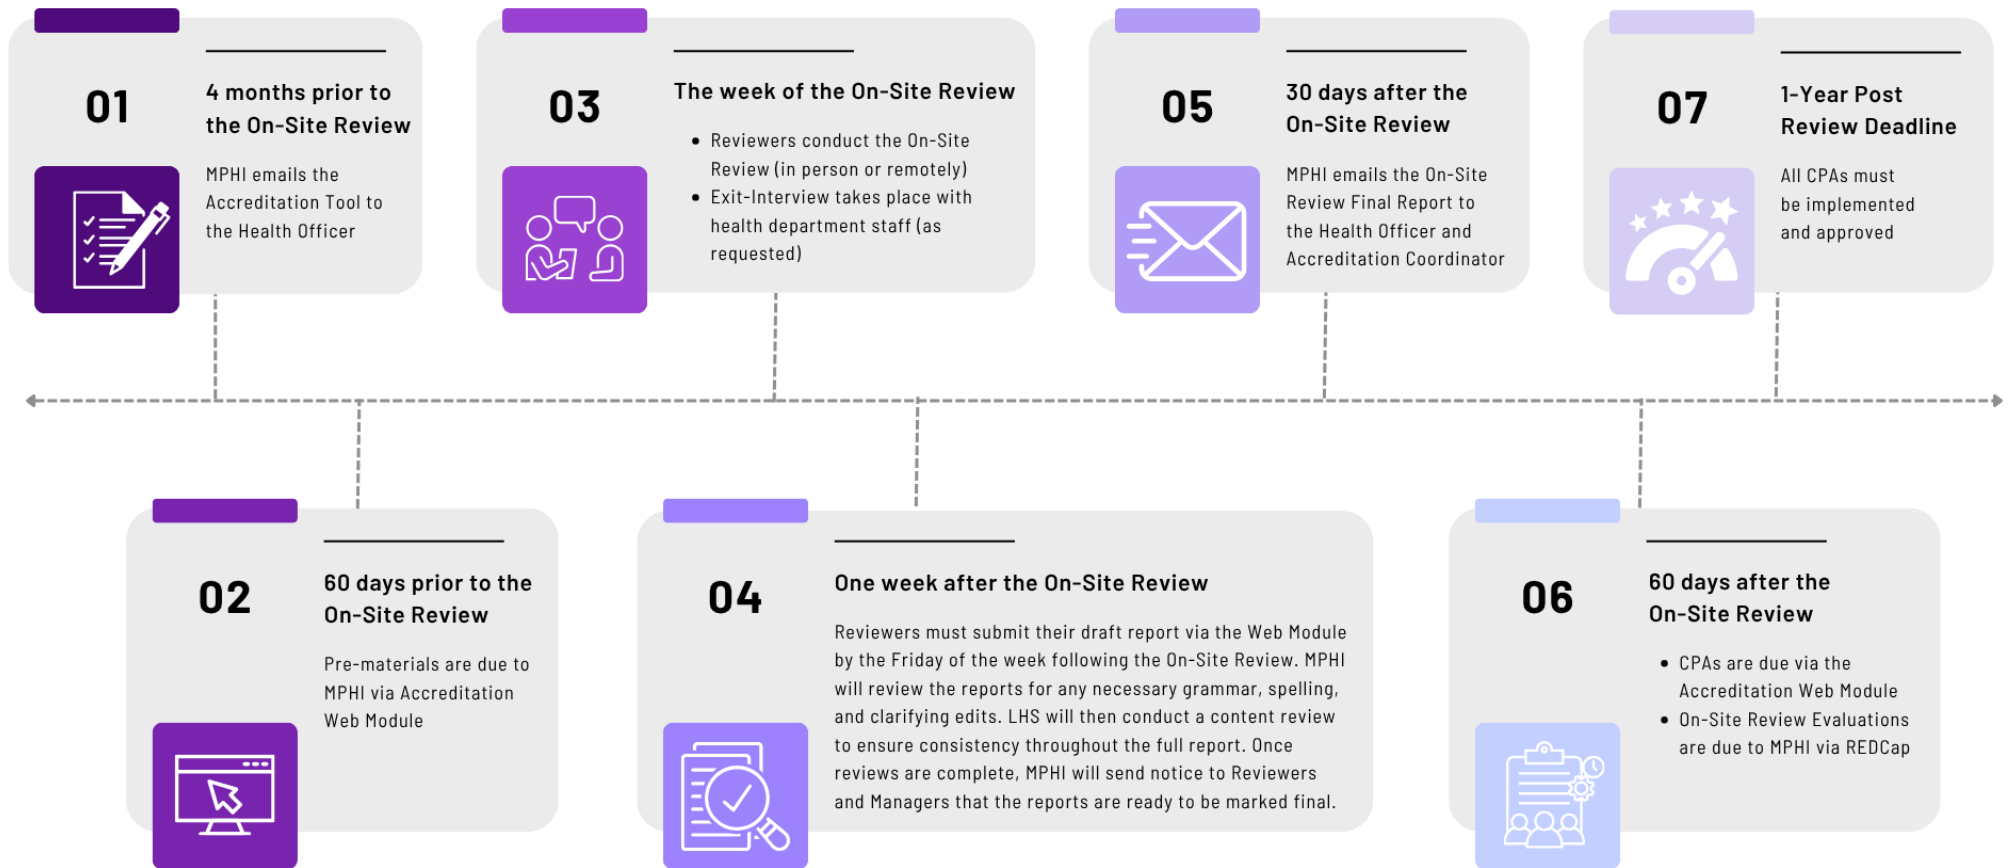 01
4 months prior to
the On-Site Review
MPHI emails the
Accreditation Tool to
the Health Officer
03
The week of the On-Site Review
• Reviewers conduct the On-Site
Review (in person or remotely)
• Exit-Interview takes place with
health department staff (as
requested)
05
30 days after the
On-Site Review
MPHI emails the On-Site
Review Final Report to
the Health Officer and
Accreditation Coordinator
07
1-Year Post
Review Deadline
All CPAs must
be implemented
and approved
02
60 days prior to the
On-Site Review
Pre-materials are due to
MPHI via Accreditation
Web Module
04
One week after the On-Site Review
Reviewers must submit their draft report via the Web Module
by the Friday of the week following the On-Site Review. MPHI
will review the reports for any necessary grammar, spelling,
and clarifying edits. LHS will then conduct a content review
to ensure consistency throughout the full report. Once
reviews are complete, MPHI will send notice to Reviewers
and Managers that the reports are ready to be marked final.
06
60 days after the
On-Site Review
• CPAs are due via the
Accreditation Web Module
• On-Site Review Evaluations
are due to MPHI via REDCap